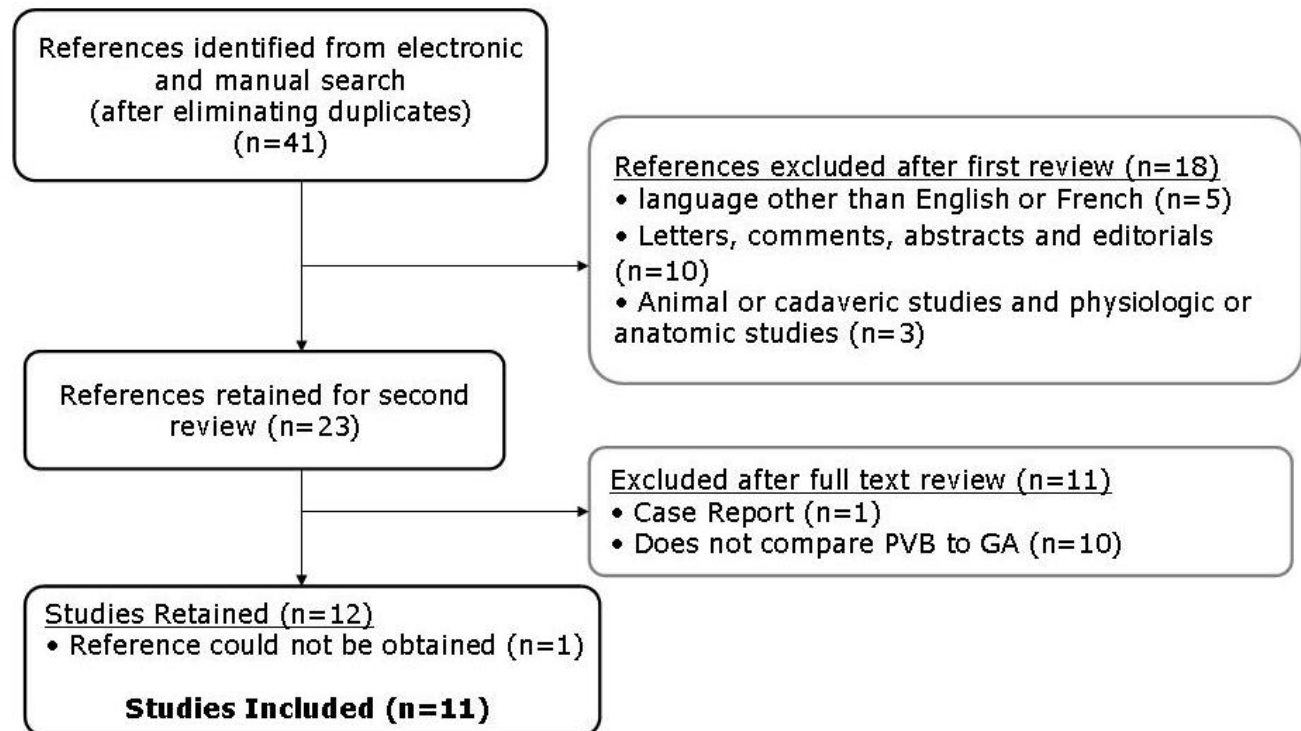 References identified from electronic
and manual search
(after eliminating duplicates)
(n=41)
References excluded after first review (n=18)
• language other than English or French (n=5)
• Letters, comments, abstracts and editorials
(n=10)
• Animal or cadaveric studies and physiologic or
anatomic studies (n=3)
References retained for second
review (n=23)
Excluded after full text review (n=11)
• Case Report (n=1)
• Does not compare PVB to GA (n=10)
Studies Retained (n=12)
• Reference could not be obtained (n=1)
Studies Included (n=11)